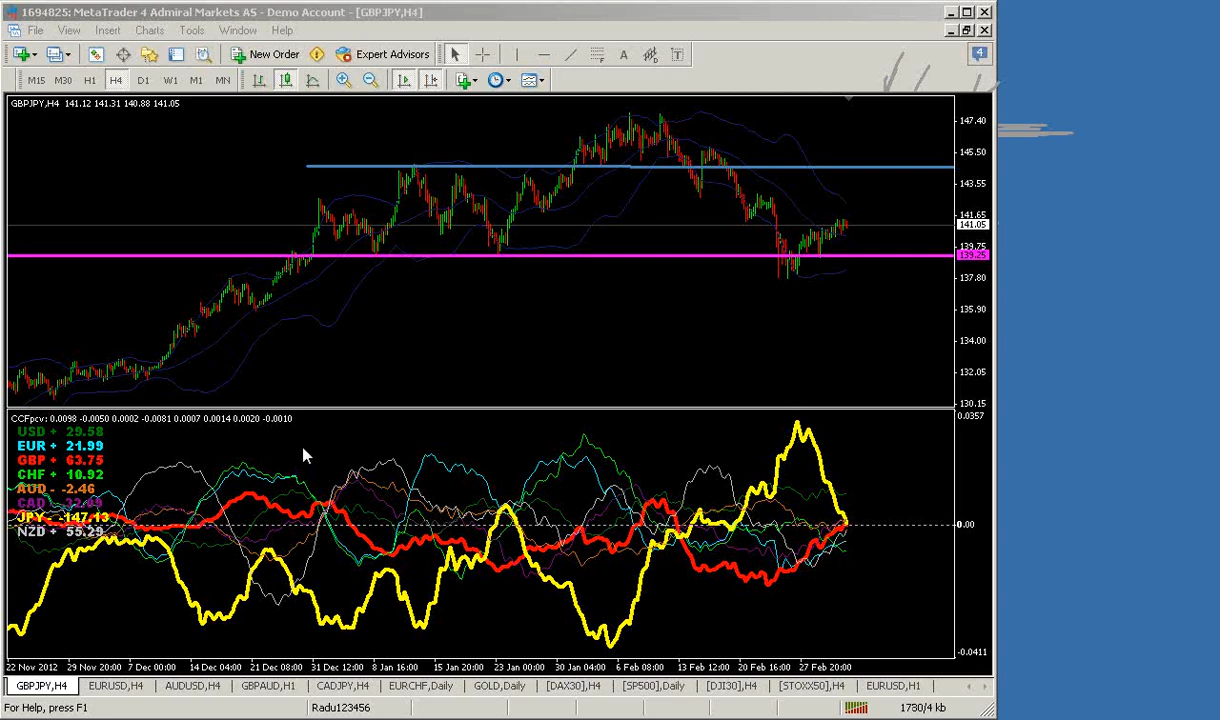 1694825: MetaTrader 4 Admiral Markets AS - Demo Account - [GBPJPY,H4]
File View Insert Charts Tools Window Help
New Order Expert Advisors A T 4
M15 M30 H1 H4 D1 W1 M1 MN
GBPJPY,H4 141.12 141.31 140.88 141.05
147.40
145.50
143.55
141.65
141.05
139.75
139.25
137.80
135.90
134.00
132.05
130.15
CCFpcv: 0.0098 -0.0050 0.0002 -0.0081 0.0007 0.0014 0.0020 -0.0010
0.0357
USD + 29.58
EUR + 21.99
GBP + 63.75
CHF + 10.92
AUD - -2.46
CAD
JPY - -147.13
NZD + 55.29
0.00
-0.0411
22 Nov 2012 29 Nov 20:00 7 Dec 00:00 14 Dec 04:00 21 Dec 08:00 31 Dec 12:00 8 Jan 16:00 15 Jan 20:00 23 Jan 00:00 30 Jan 04:00 6 Feb 08:00 13 Feb 12:00 20 Feb 16:00 27 Feb 20:00
GBPJPY,H4 EURUSD,H4 AUDUSD,H4 GBPAUD,H1 CADJPY,H4 EURCHF,Daily GOLD,Daily [DAX30],H4 [SP500],Daily [DJI30],H4 [STOXX50],H4 EURUSD,H1
For Help, press F1 Radu123456 1730/4 kb